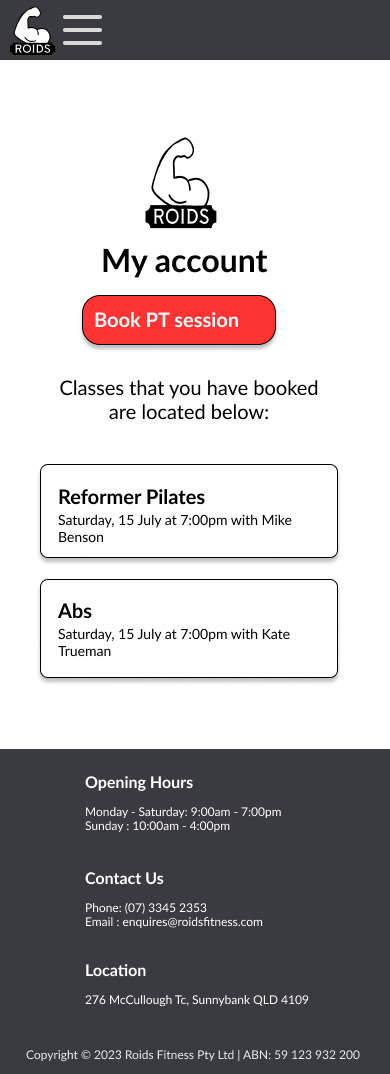 ROIDS
ROIDS
My account
Book PT session
Classes that you have booked
are located below:
Reformer Pilates
Saturday, 15 July at 7:00pm with Mike
Benson
Abs
Saturday, 15 July at 7:00pm with Kate
Trueman
Opening Hours
Monday - Saturday: 9:00am - 7:00pm
Sunday : 10:00am - 4:00pm
Contact Us
Phone: (07) 3345 2353
Email : enquires@roidsfitness.com
Location
276 McCullough Tc, Sunnybank QLD 4109
Copyright © 2023 Roids Fitness Pty Ltd | ABN: 59 123 932 200